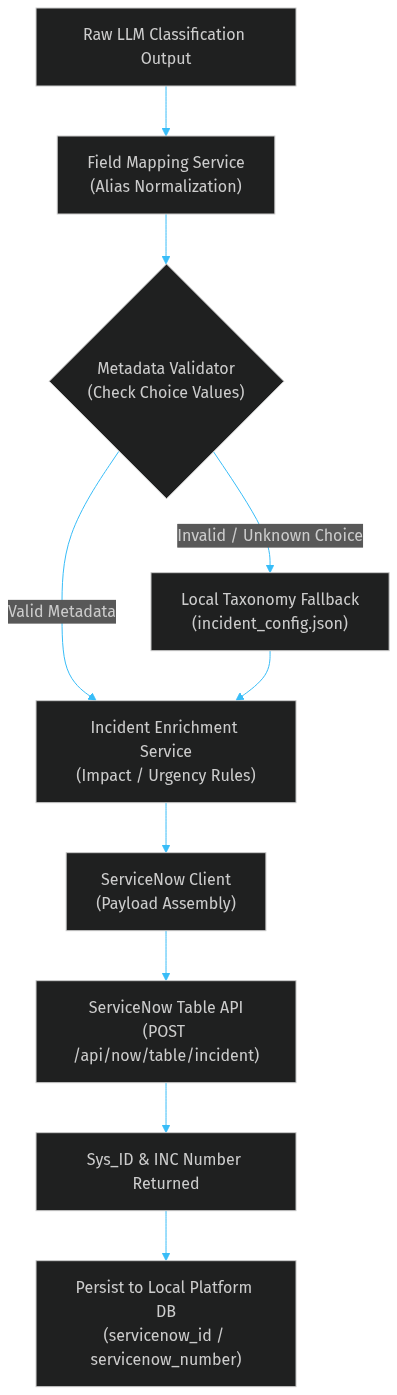 Raw LLM Classification
Output
Field Mapping Service
(Alias Normalization)
Metadata Validator
(Check Choice Values)
Invalid / Unknown Choice
Valid Metadata
Local Taxonomy Fallback
(incident_config.json)
Incident Enrichment
Service
(Impact / Urgency Rules)
ServiceNow Client
(Payload Assembly)
ServiceNow Table API
(POST
/api/now/table/incident)
Sys_ID & INC Number
Returned
Persist to Local Platform
DB
(servicenow_id /
servicenow_number)